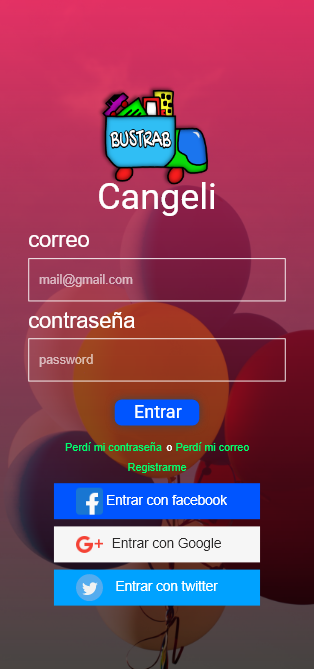 BUSTRAB
Cangeli
correo
mail@gmail.com
contraseña
password
Entrar
Perdí mi contraseña o Perdí mi correo
Registrarme
Entrar con facebook
Entrar con Google
Entrar con twitter